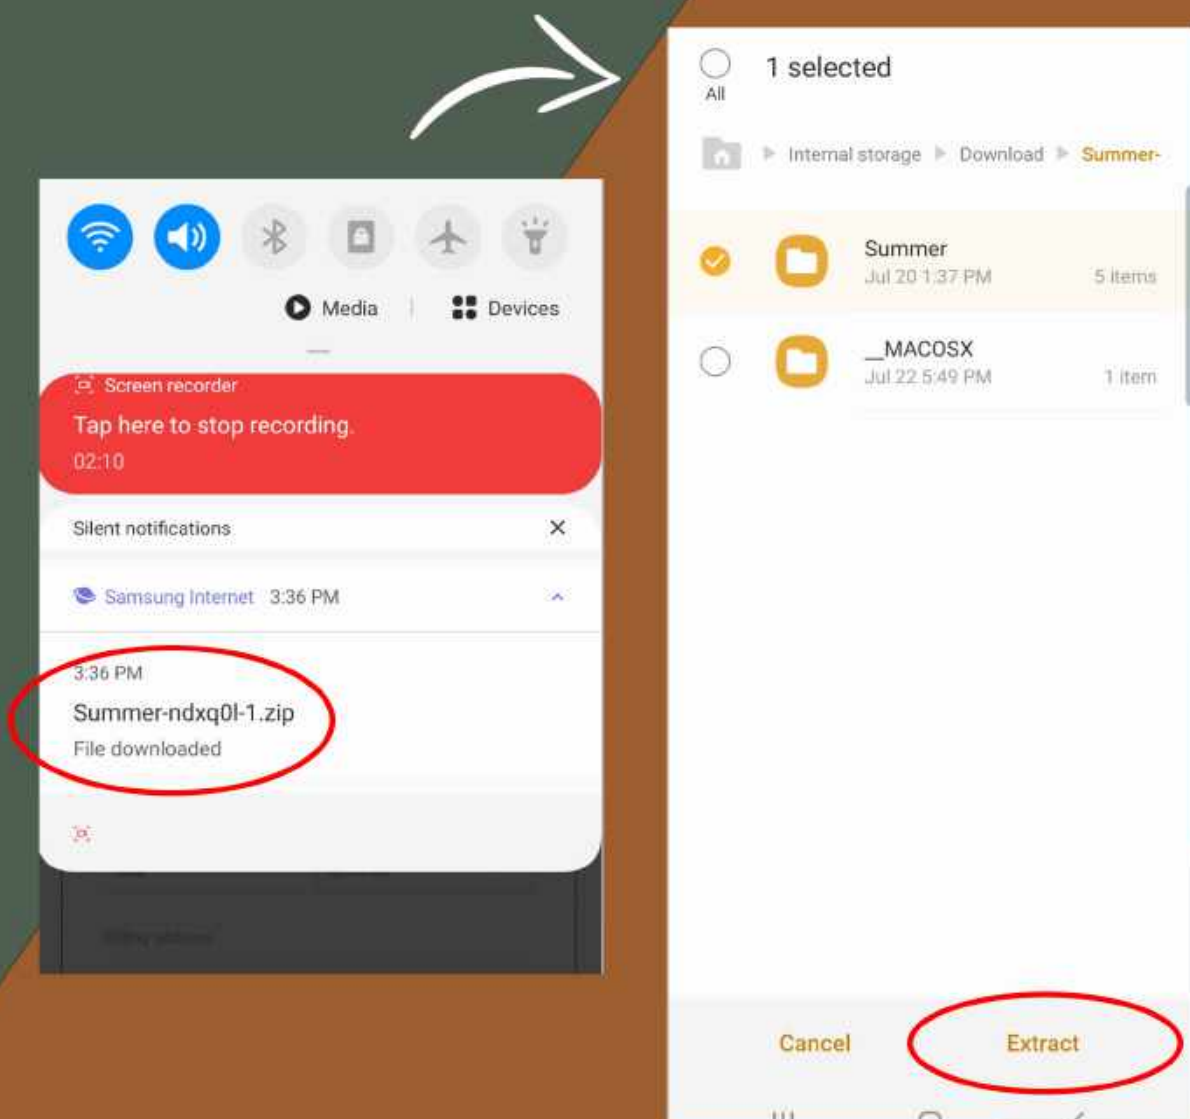 Media
Devices
Screen recorder
Tap here to stop recording.
02:10
Silent notifications
Samsung Internet 3:36 PM
3:36 PM
Summer-ndxq0l-1.zip
File downloaded
All
1 selected
Internal storage Download Summer-
Summer
Jul 20 1:37 PM 5 items
__MACOSX
Jul 22 5:49 PM 1 item
Cancel Extract